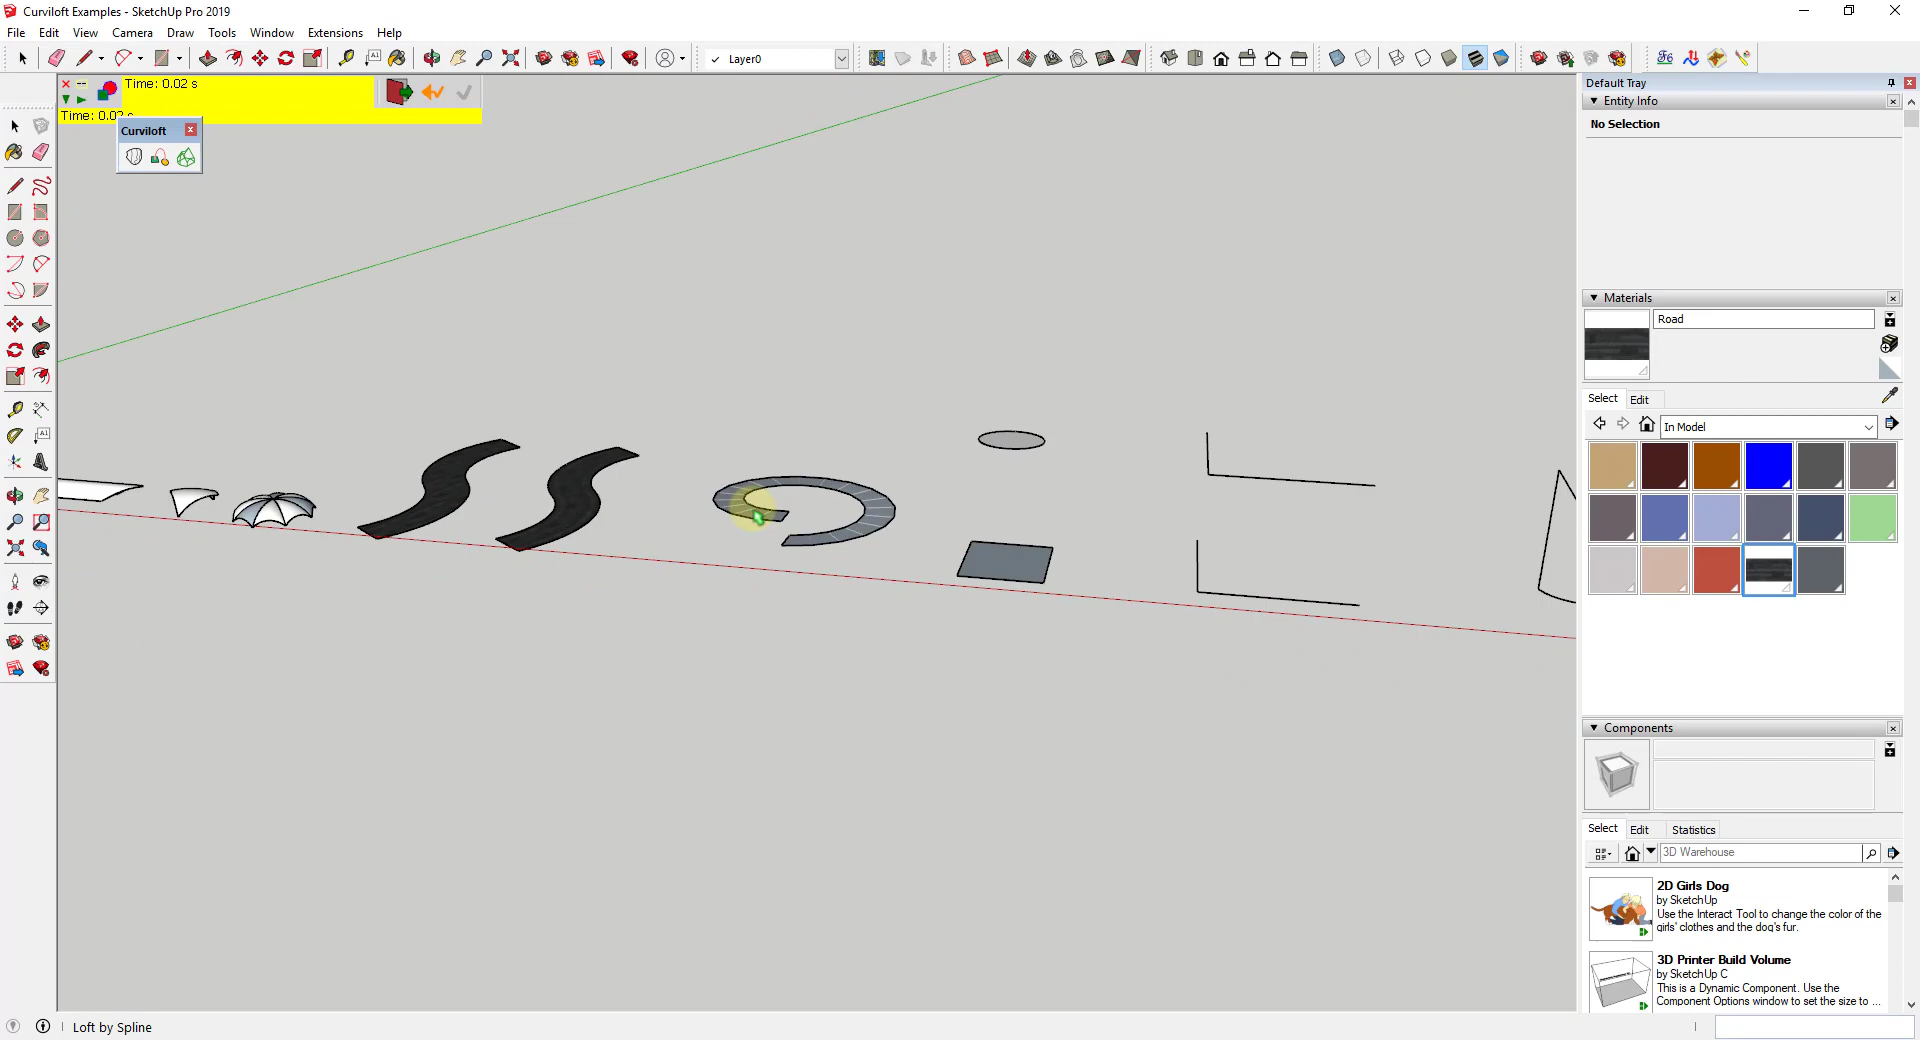 Curviloft Examples - SketchUp Pro 2019
File Edit View Camera Draw Tools Window Extensions Help
Layer0
Time: 0.02 s
Time: 0.02 s
Curviloft
Default Tray
Entity Info
No Selection
Materials
Road
Select Edit
In Model
Components
Select Edit Statistics
3D Warehouse
2D Girls Dog
by SketchUp
Use the Interact Tool to change the color of the
girls' clothes and the dog's fur.
3D Printer Build Volume
by SketchUp C
This is a Dynamic Component. Use the
Component Options window to set the size to ...
Loft by Spline